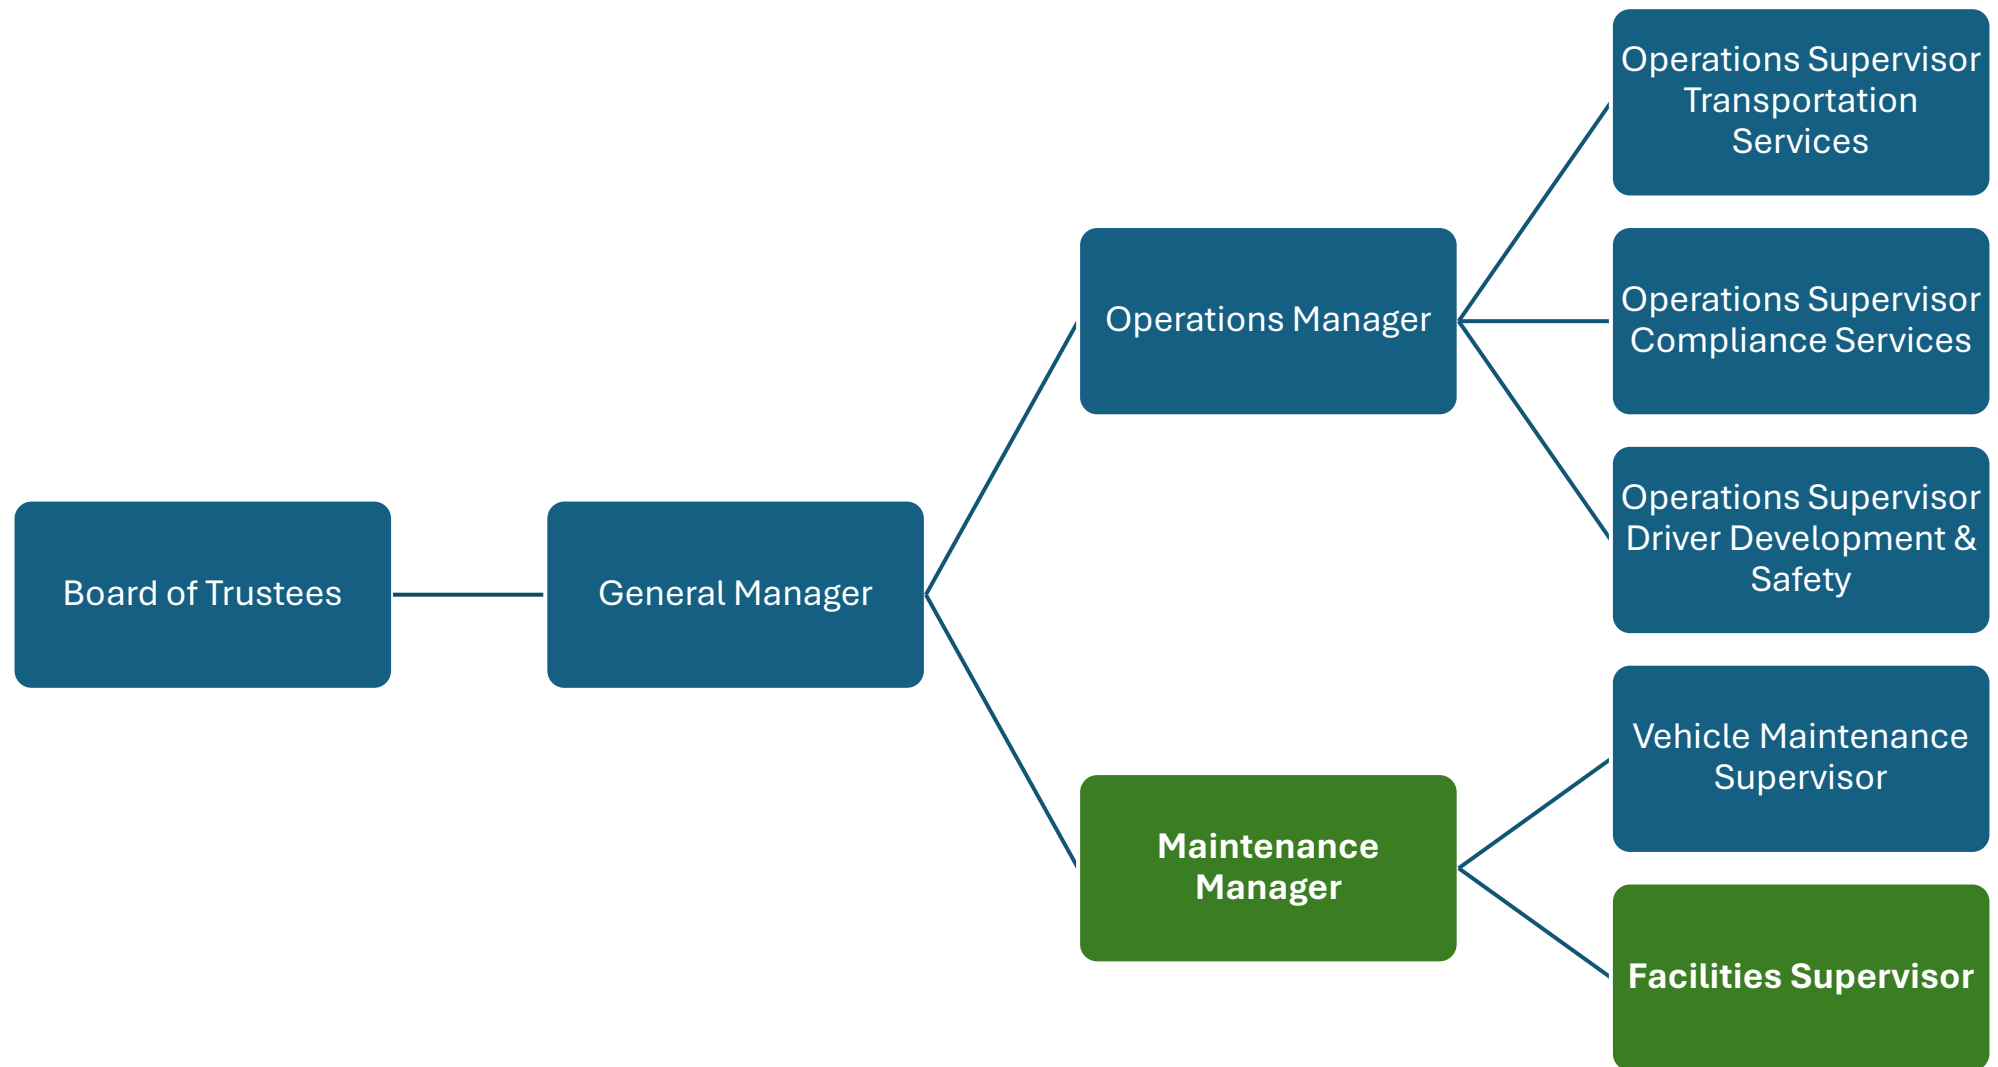 Board of Trustees
General Manager
Operations Manager
Operations Supervisor
Transportation
Services
Operations Supervisor
Compliance Services
Operations Supervisor
Driver Development &
Safety
Maintenance
Manager
Vehicle Maintenance
Supervisor
Facilities Supervisor